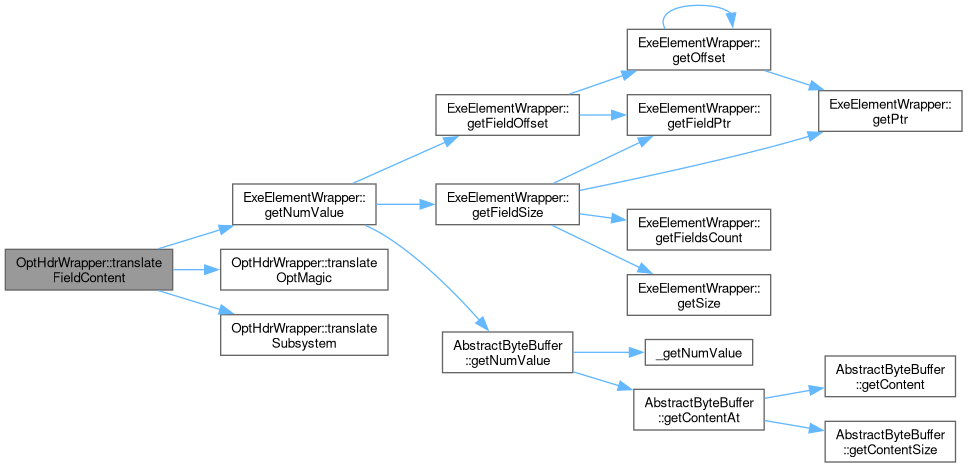 OptHdrWrapper::translate
FieldContent
ExeElementWrapper::
getNumValue
OptHdrWrapper::translate
OptMagic
OptHdrWrapper::translate
Subsystem
ExeElementWrapper::
getFieldOffset
ExeElementWrapper::
getFieldSize
AbstractByteBuffer
::getNumValue
ExeElementWrapper::
getOffset
ExeElementWrapper::
getFieldPtr
ExeElementWrapper::
getFieldsCount
ExeElementWrapper::
getSize
_getNumValue
AbstractByteBuffer
::getContentAt
ExeElementWrapper::
getPtr
AbstractByteBuffer
::getContent
AbstractByteBuffer
::getContentSize